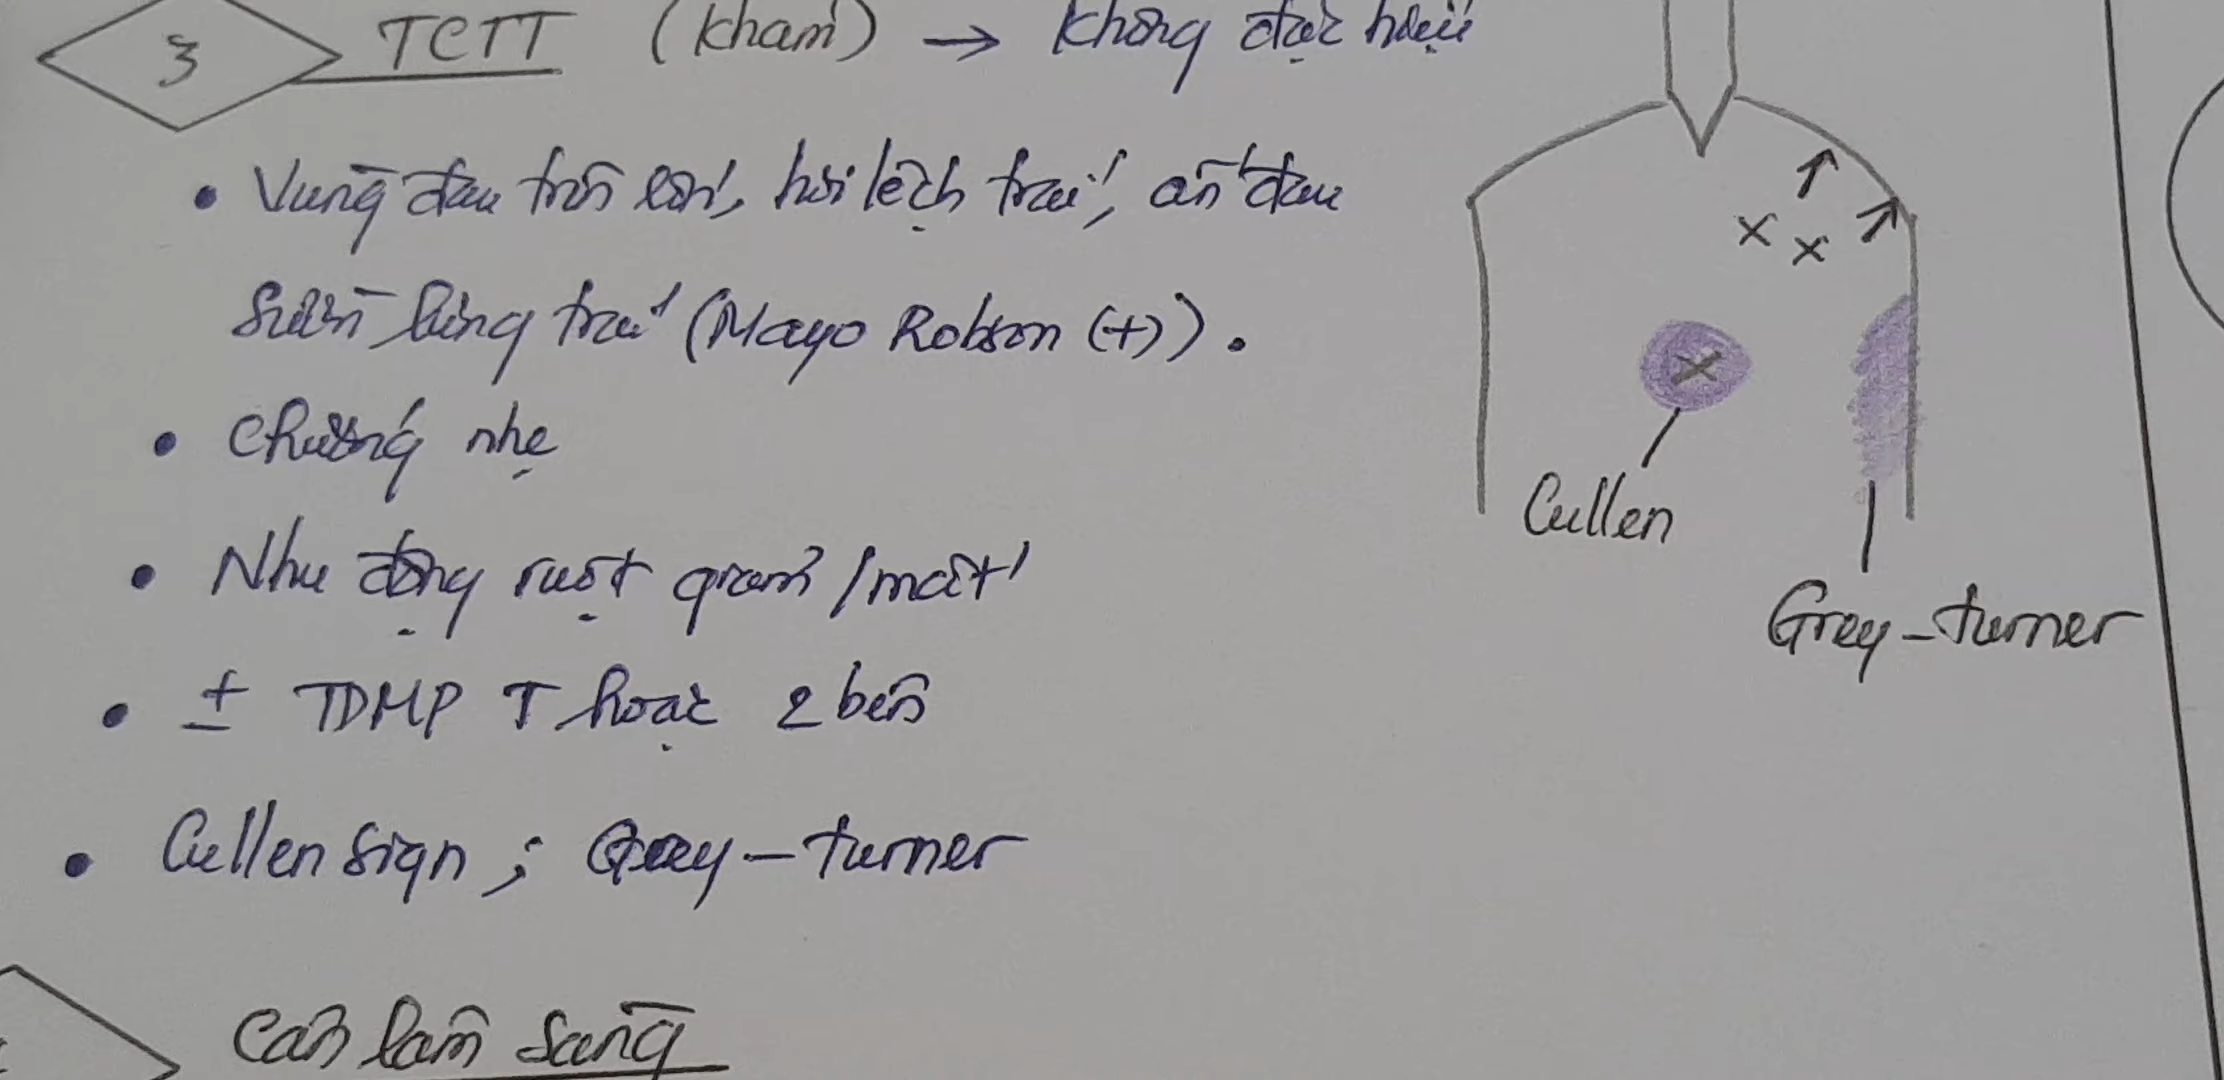 3 TCTT (khám) → không đặc hiệu
• Vùng đau trên rốn, hơi lệch trái, ấn đau
sườn lưng trái (Mayo Robson (+)).
• Chướng nhẹ
• Nhu động ruột giảm / mất
• ± TDMP T hoặc 2 bên
• Cullen sign ; Grey-turner
Cullen
Grey-turner
Cận lâm sàng